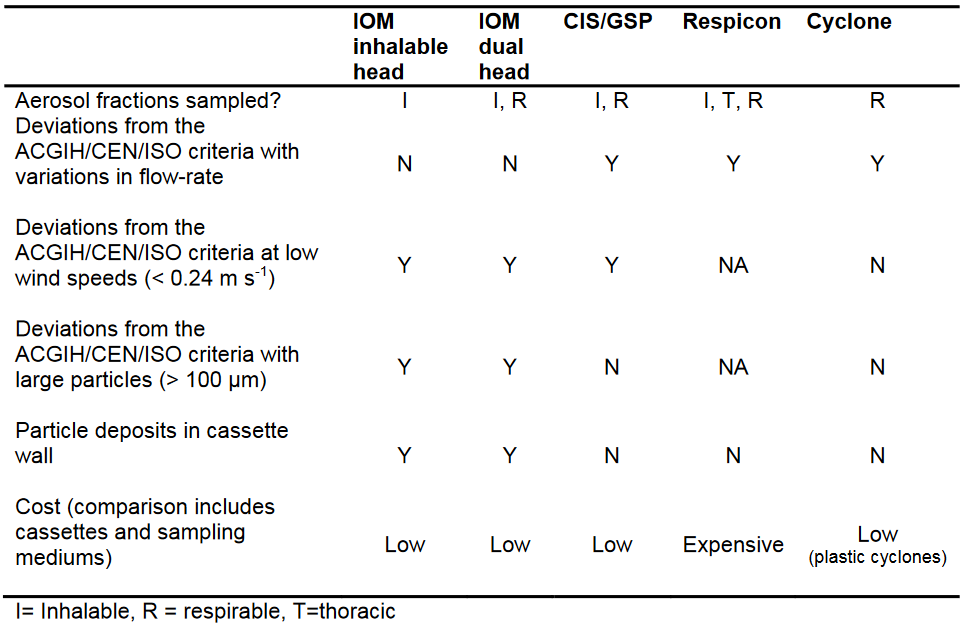 IOM inhalable head IOM dual head CIS/GSP Respicon Cyclone
Aerosol fractions sampled? I I, R I, R I, T, R R
Deviations from the
ACGIH/CEN/ISO criteria with
variations in flow-rate N N Y Y Y
Deviations from the
ACGIH/CEN/ISO criteria at low
wind speeds (< 0.24 m s-1) Y Y Y NA N
Deviations from the
ACGIH/CEN/ISO criteria with
large particles (> 100 µm) Y Y N NA N
Particle deposits in cassette
wall Y Y N N N
Cost (comparison includes
cassettes and sampling
mediums) Low Low Low Expensive Low
(plastic cyclones)
I= Inhalable, R = respirable, T=thoracic